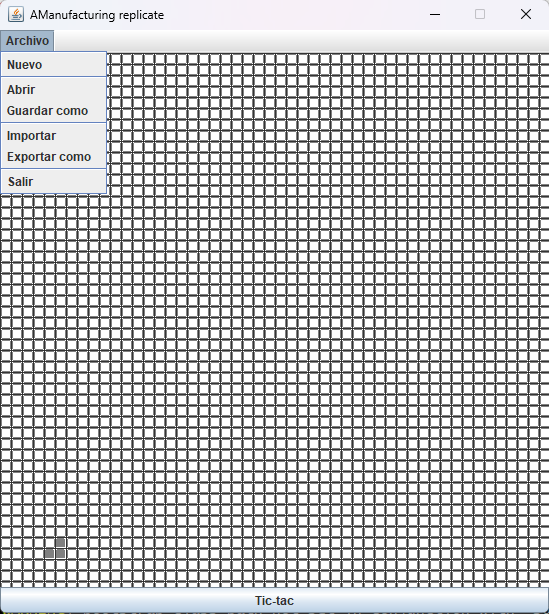 AManufacturing replicate
Archivo
Nuevo
Abrir
Guardar como
Importar
Exportar como
Salir
Tic-tac